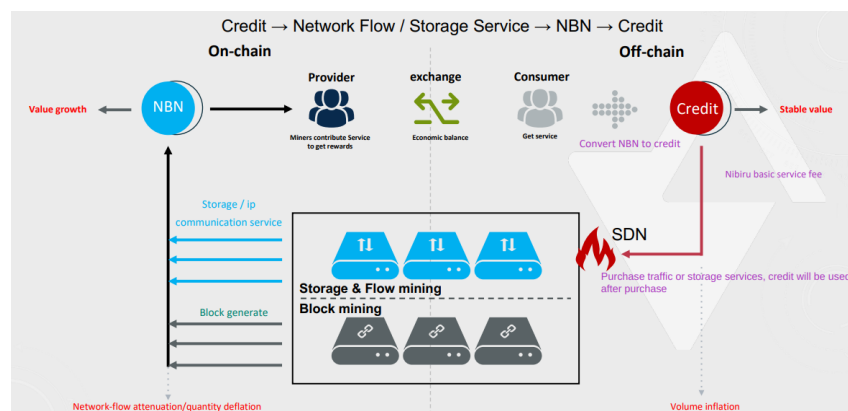 Credit → Network Flow / Storage Service → NBN → Credit
On-chain
Off-chain
Provider
exchange
Consumer
Value growth
NBN
Credit
Stable value
Miners contribute Service
to get rewards
Economic balance
Get service
Convert NBN to credit
Nibiru basic service fee
Storage / ip
communication service
SDN
Purchase traffic or storage services, credit will be used
after purchase
Storage & Flow mining
Block mining
Block generate
Network-flow attenuation/quantity deflation
Volume inflation